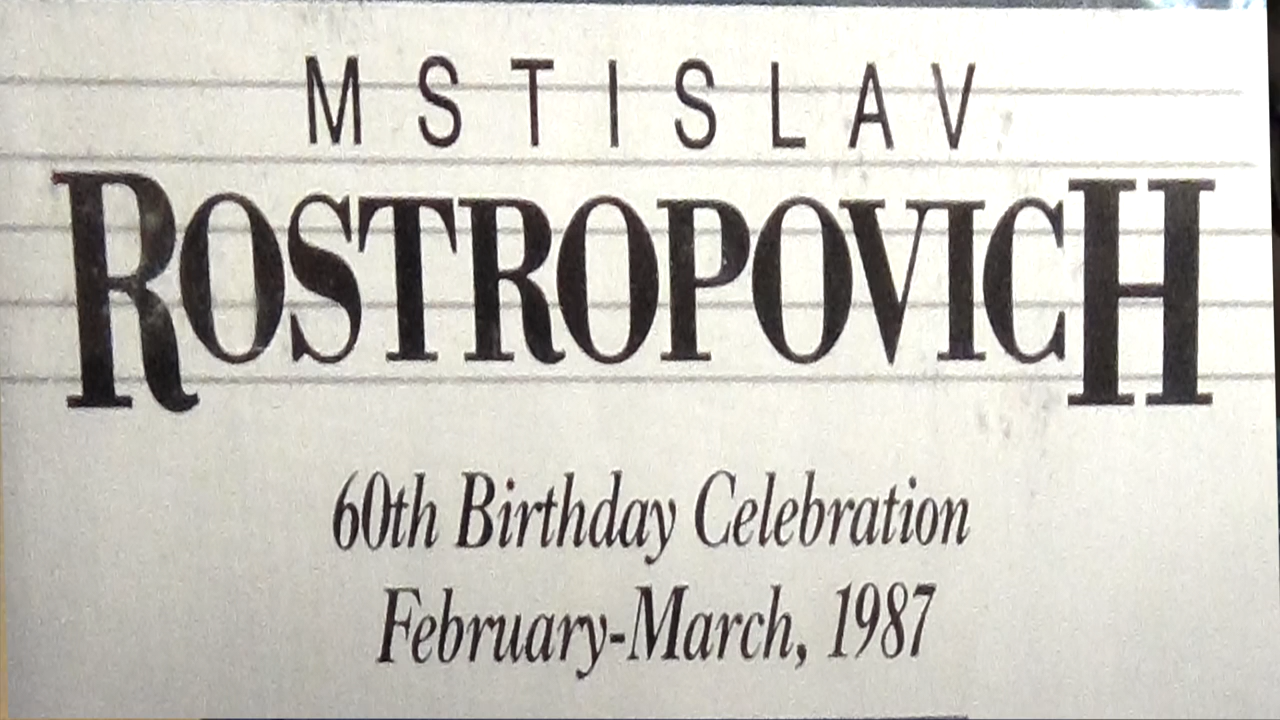 MSTISLAV
ROSTROPOVICH
60th Birthday Celebration
February-March, 1987